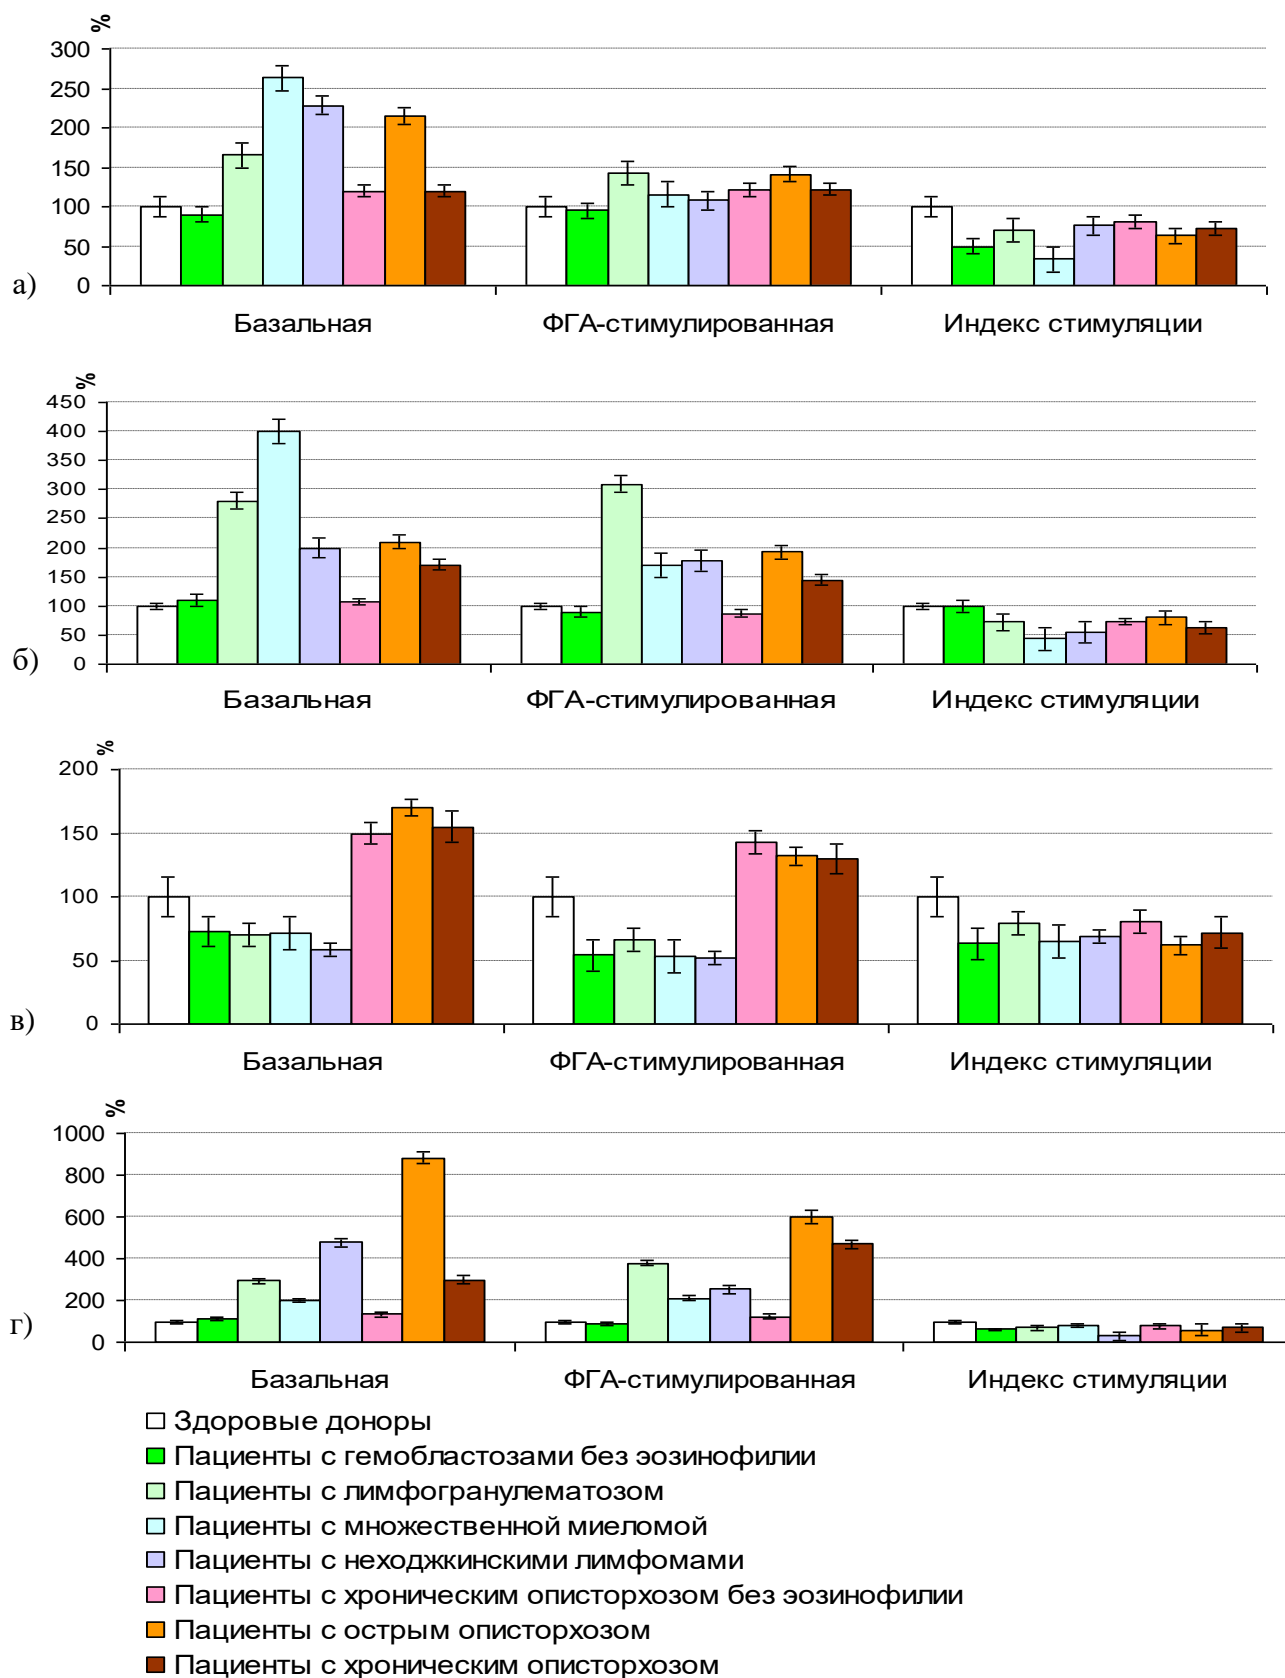 %
300
250
200
150
100
50
0
а)
Базальная ФГА-стимулированная Индекс стимуляции
%
450
400
350
300
250
200
150
100
50
0
б)
Базальная ФГА-стимулированная Индекс стимуляции
%
200
150
100
50
0
в)
Базальная ФГА-стимулированная Индекс стимуляции
%
1000
800
600
400
200
0
г)
Базальная ФГА-стимулированная Индекс стимуляции
Здоровые доноры
Пациенты с гемобластозами без эозинофилии
Пациенты с лимфогранулематозом
Пациенты с множественной миеломой
Пациенты с неходжкинскими лимфомами
Пациенты с хроническим описторхозом без эозинофилии
Пациенты с острым описторхозом
Пациенты с хроническим описторхозом